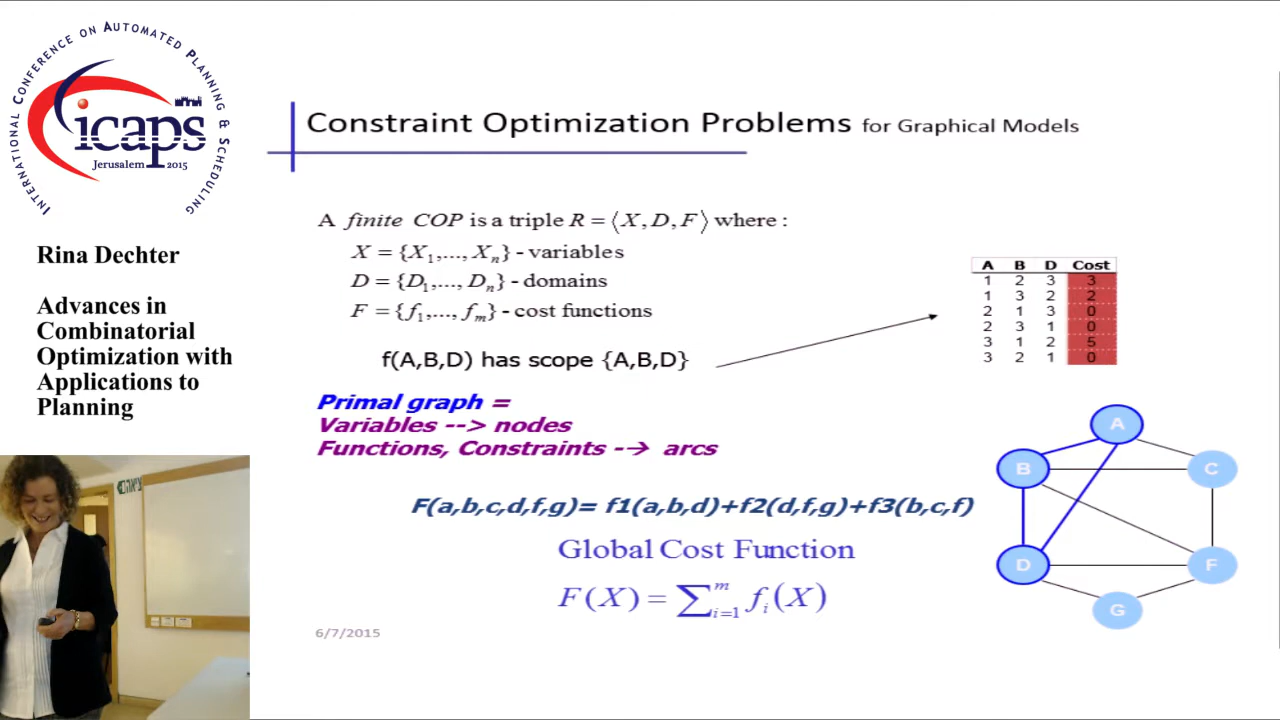 INTERNATIONAL CONFERENCE ON AUTOMATED PLANNING & SCHEDULING
icaps
Jerusalem 2015
Rina Dechter
Advances in
Combinatorial
Optimization with
Applications to
Planning
Constraint Optimization Problems for Graphical Models
A finite COP is a triple R = ⟨X, D, F⟩ where :
X = {X₁,..., Xₙ} - variables
D = {D₁,..., Dₙ} - domains
F = {f₁,..., fₘ} - cost functions
f(A,B,D) has scope {A,B,D}
A B D Cost
1 2 3 3
1 3 2 2
2 1 3 0
2 3 1 0
3 1 2 5
3 2 1 0
Primal graph =
Variables --> nodes
Functions, Constraints -→ arcs
A
B
C
D
F
G
F(a,b,c,d,f,g)= f1(a,b,d)+f2(d,f,g)+f3(b,c,f)
Global Cost Function
F(X) = ∑ᵢ₌₁ᵐ fᵢ(X)
6/7/2015